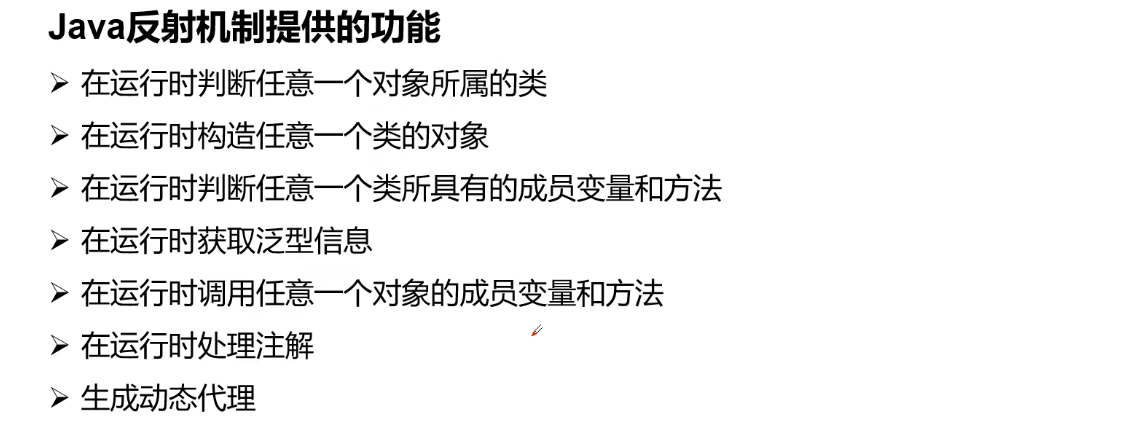 Java反射机制提供的功能
➢ 在运行时判断任意一个对象所属的类
➢ 在运行时构造任意一个类的对象
➢ 在运行时判断任意一个类所具有的成员变量和方法
➢ 在运行时获取泛型信息
➢ 在运行时调用任意一个对象的成员变量和方法
➢ 在运行时处理注解
➢ 生成动态代理